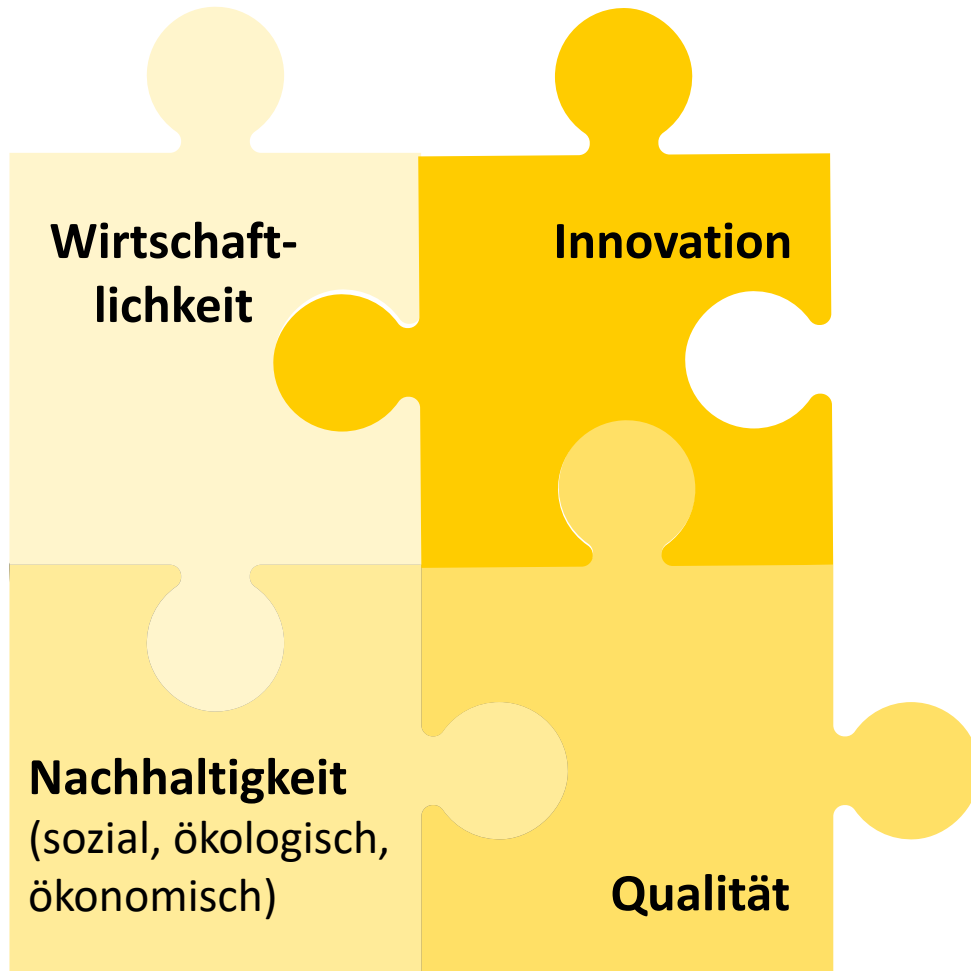 Wirtschaft-
lichkeit
Innovation
Nachhaltigkeit
(sozial, ökologisch,
ökonomisch)
Qualität